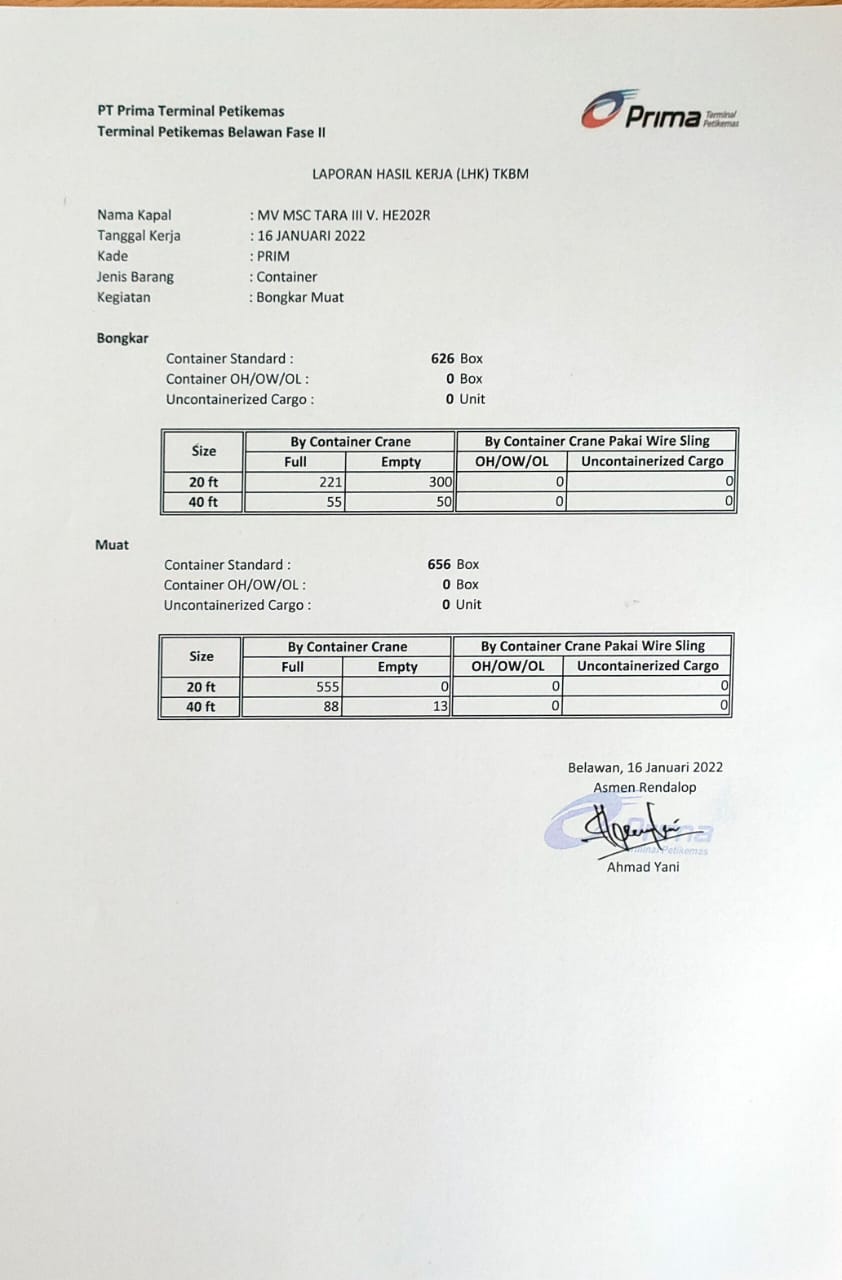 PT Prima Terminal Petikemas
Terminal Petikemas Belawan Fase II
Prima Terminal Petikemas
LAPORAN HASIL KERJA (LHK) TKBM
Nama Kapal : MV MSC TARA III V. HE202R
Tanggal Kerja : 16 JANUARI 2022
Kade : PRIM
Jenis Barang : Container
Kegiatan : Bongkar Muat
Bongkar
Container Standard : 626 Box
Container OH/OW/OL : 0 Box
Uncontainerized Cargo : 0 Unit
Size By Container Crane By Container Crane Pakai Wire Sling
Full Empty OH/OW/OL Uncontainerized Cargo
20 ft 221 300 0 0
40 ft 55 50 0 0
Muat
Container Standard : 656 Box
Container OH/OW/OL : 0 Box
Uncontainerized Cargo : 0 Unit
Size By Container Crane By Container Crane Pakai Wire Sling
Full Empty OH/OW/OL Uncontainerized Cargo
20 ft 555 0 0 0
40 ft 88 13 0 0
Belawan, 16 Januari 2022
Asmen Rendalop
Prima
Petikemas
Ahmad Yani